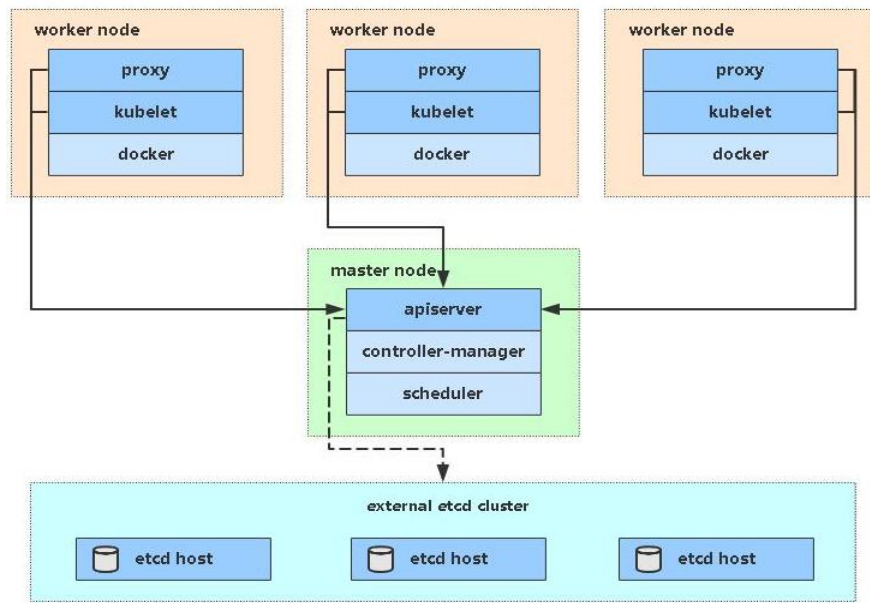 worker node
proxy
kubelet
docker
worker node
proxy
kubelet
docker
worker node
proxy
kubelet
docker
master node
apiserver
controller-manager
scheduler
external etcd cluster
etcd host
etcd host
etcd host